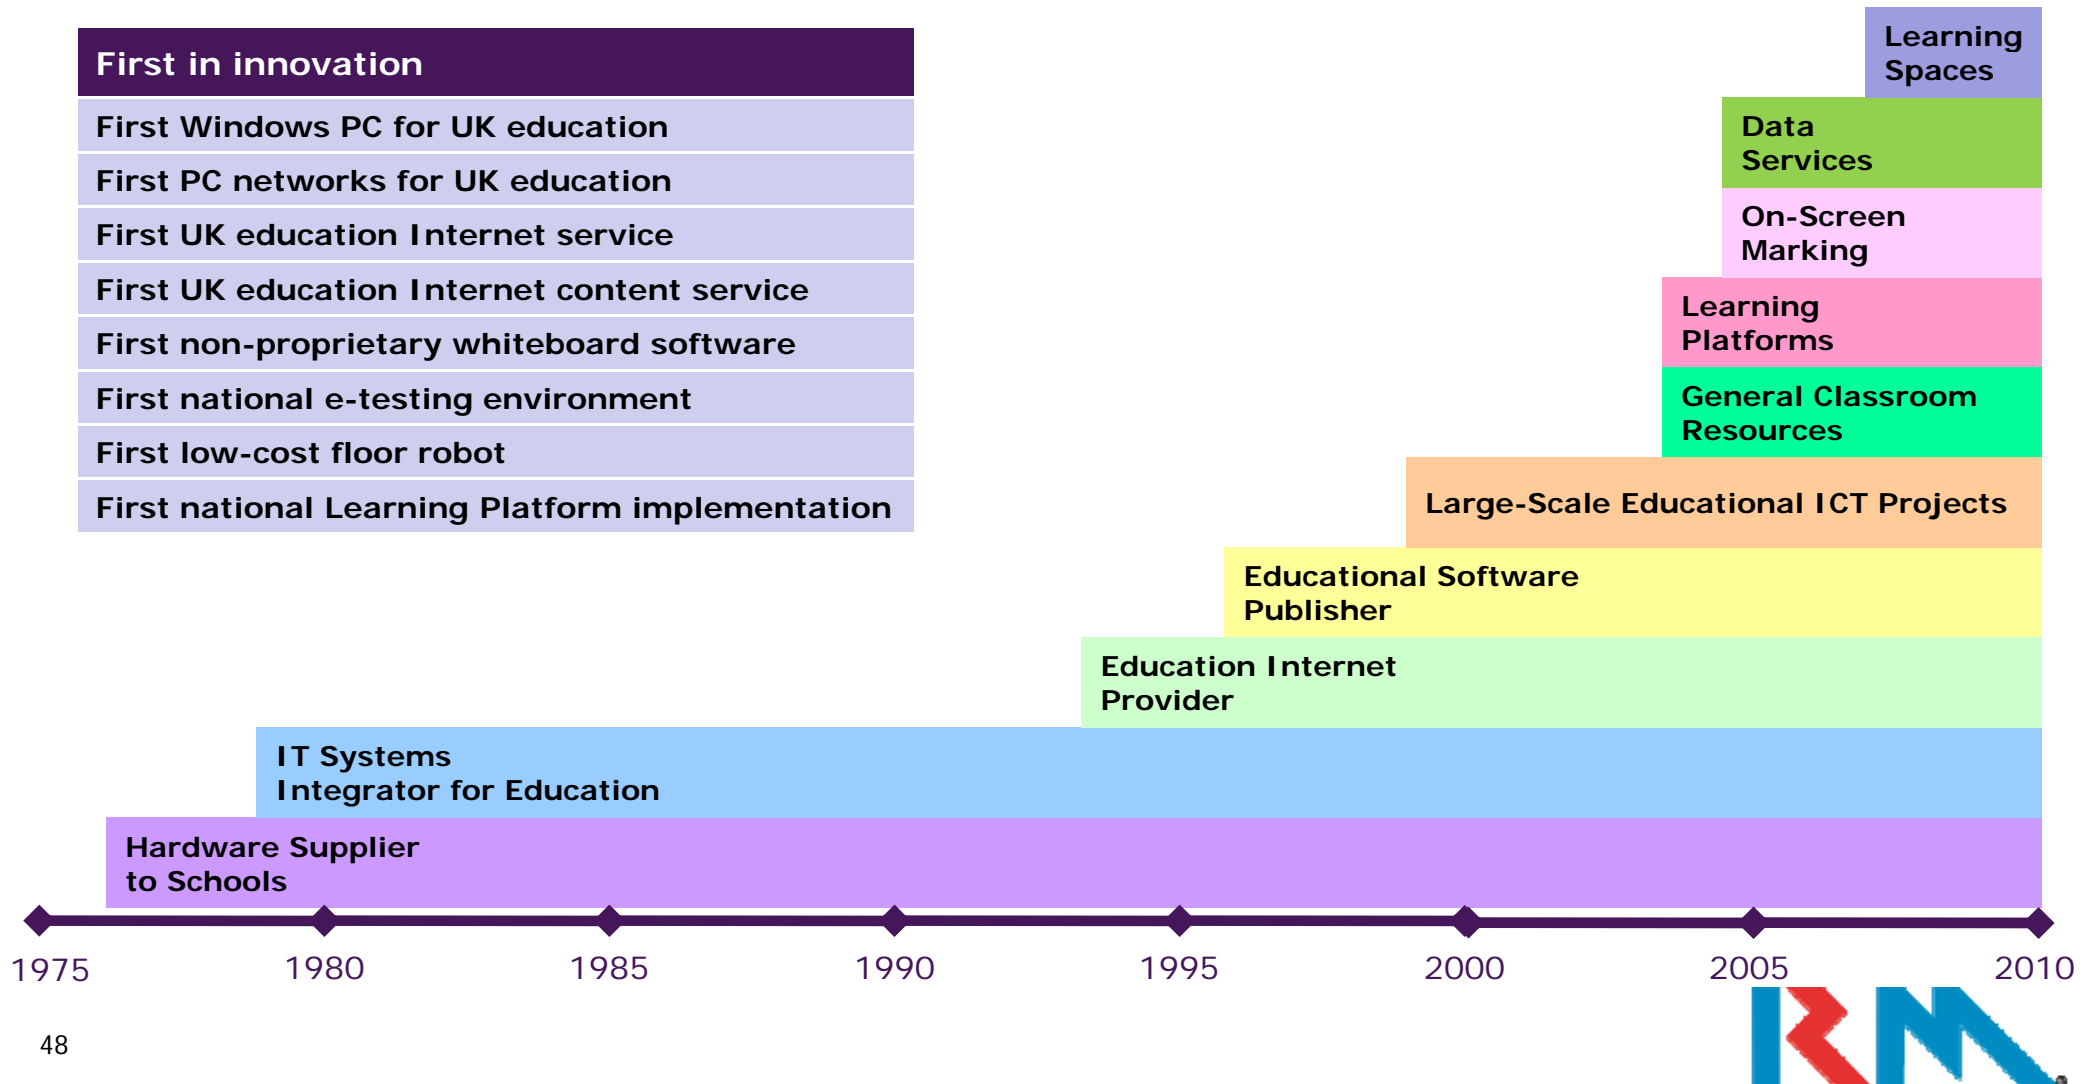 First in innovation
First Windows PC for UK education
First PC networks for UK education
First UK education Internet service
First UK education Internet content service
First non-proprietary whiteboard software
First national e-testing environment
First low-cost floor robot
First national Learning Platform implementation
Learning
Spaces
Data
Services
On-Screen
Marking
Learning
Platforms
General Classroom
Resources
Large-Scale Educational ICT Projects
Educational Software
Publisher
Education Internet
Provider
IT Systems
Integrator for Education
Hardware Supplier
to Schools
1975 1980 1985 1990 1995 2000 2005 2010
48
RM